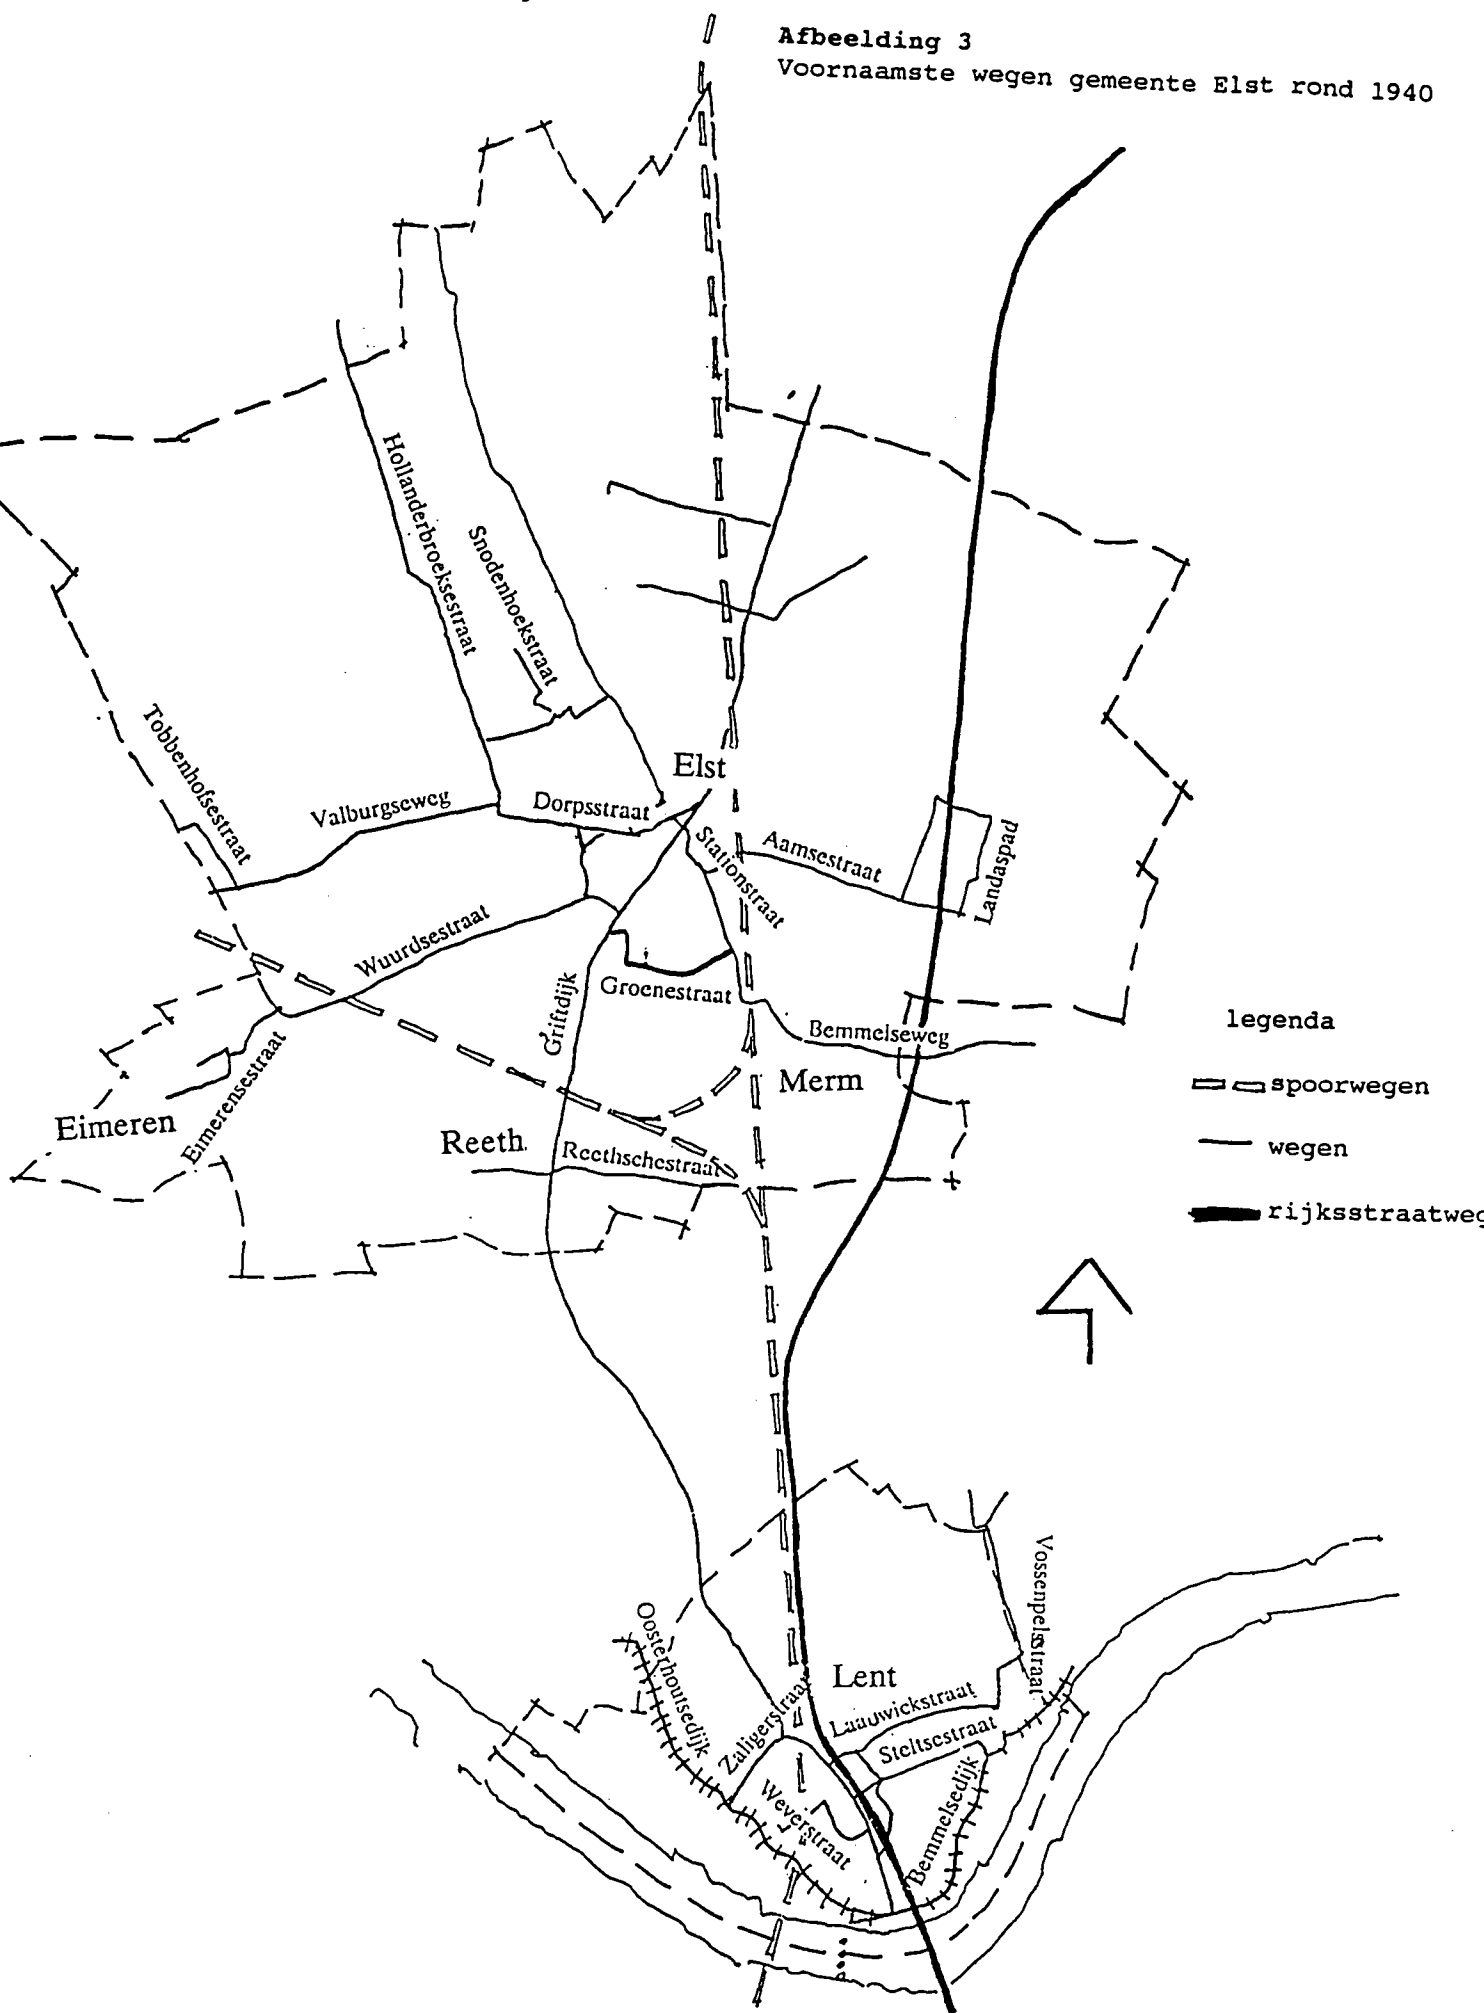 Afbeelding 3
Voornaamste wegen gemeente Elst rond 1940
Hollanderbroeksestraat
Snodenhoekstraat
Tobbenhofsestraat
Elst
Valburgseweg
Dorpsstraat
Stationstraat
Aamsestraat
Landaspad
Wuurdsestraat
Griftdijk
Groenestraat
Bemmelseweg
legenda
Merm
spoorwegen
Eimeren
Eimerensestraat
Reeth
Reethschestraat
wegen
rijksstraatweg
Vossenpelsstraat
Oosterhoutsedijk
Lent
Zaligerstraat
Laauwickstraat
Steltsestraat
Weverstraat
Bemmelsedijk